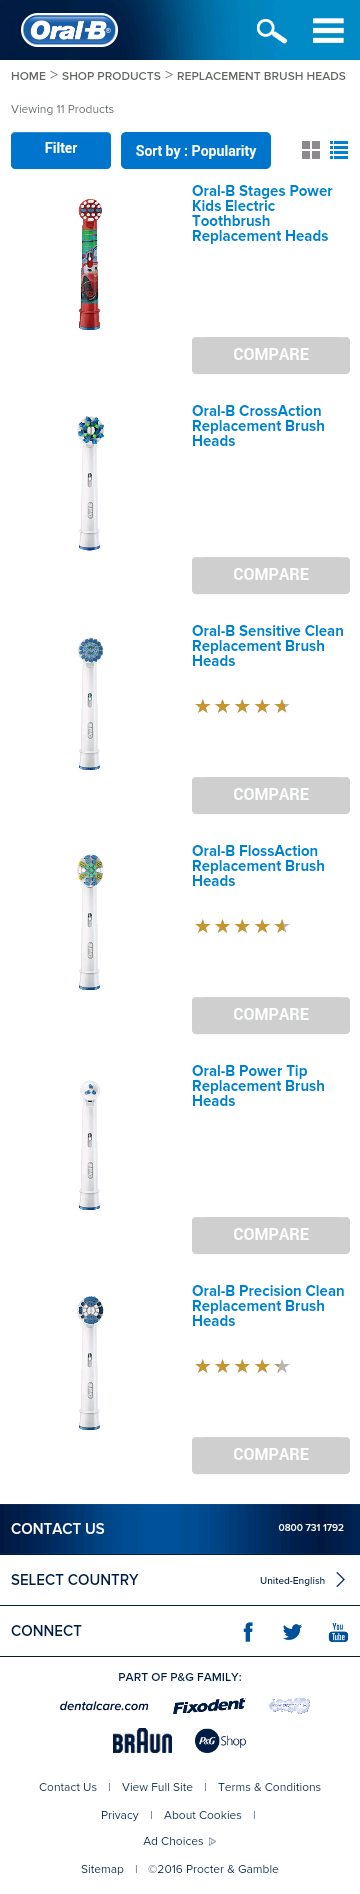 Oral-B
HOME > SHOP PRODUCTS > REPLACEMENT BRUSH HEADS
Viewing 11 Products
Filter
Sort by : Popularity
Oral-B Stages Power
Kids Electric
Toothbrush
Replacement Heads
COMPARE
Oral-B CrossAction
Replacement Brush
Heads
COMPARE
Oral-B Sensitive Clean
Replacement Brush
Heads
COMPARE
Oral-B FlossAction
Replacement Brush
Heads
COMPARE
Oral-B Power Tip
Replacement Brush
Heads
COMPARE
Oral-B Precision Clean
Replacement Brush
Heads
COMPARE
CONTACT US 0800 731 1792
SELECT COUNTRY United-English
CONNECT You Tube
PART OF P&G FAMILY:
dentalcare.com Fixodent
BRAUN P&G Shop
Contact Us | View Full Site | Terms & Conditions
Privacy | About Cookies |
Ad Choices
Sitemap | ©2016 Procter & Gamble